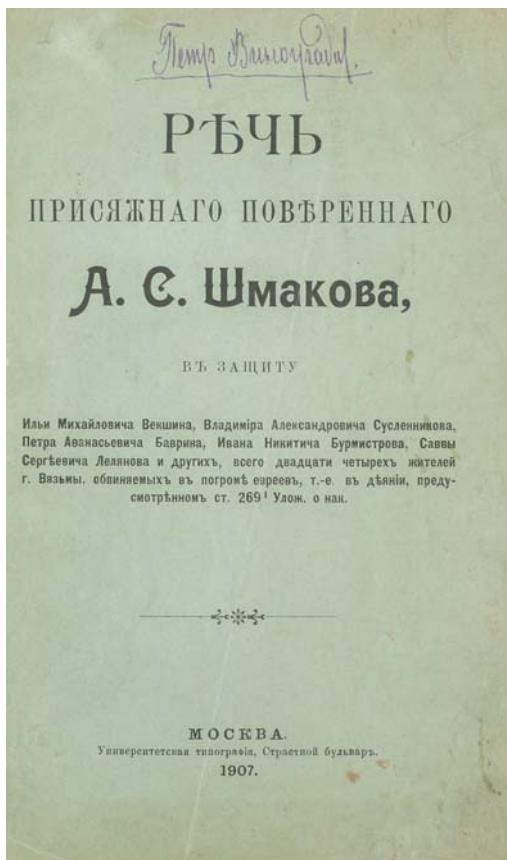 Петр Виноградов.
РѢЧЬ
ПРИСЯЖНАГО ПОВѢРЕННАГО
А. С. Шмакова,
ВЪ ЗАЩИТУ
Ильи Михайловича Векшина, Владиміра Александровича Сусленникова,
Петра Аѳанасьевича Баврина, Ивана Никитича Бурмистрова, Саввы
Сергѣевича Лелянова и другихъ, всего двадцати четырехъ жителей
г. Вязьмы, обвиняемыхъ въ погромѣ евреевъ, т.-е. въ дѣяніи, преду-
смотрѣнномъ ст. 269¹ Улож. о нак.
МОСКВА.
Университетская типографія, Страстной бульваръ.
1907.